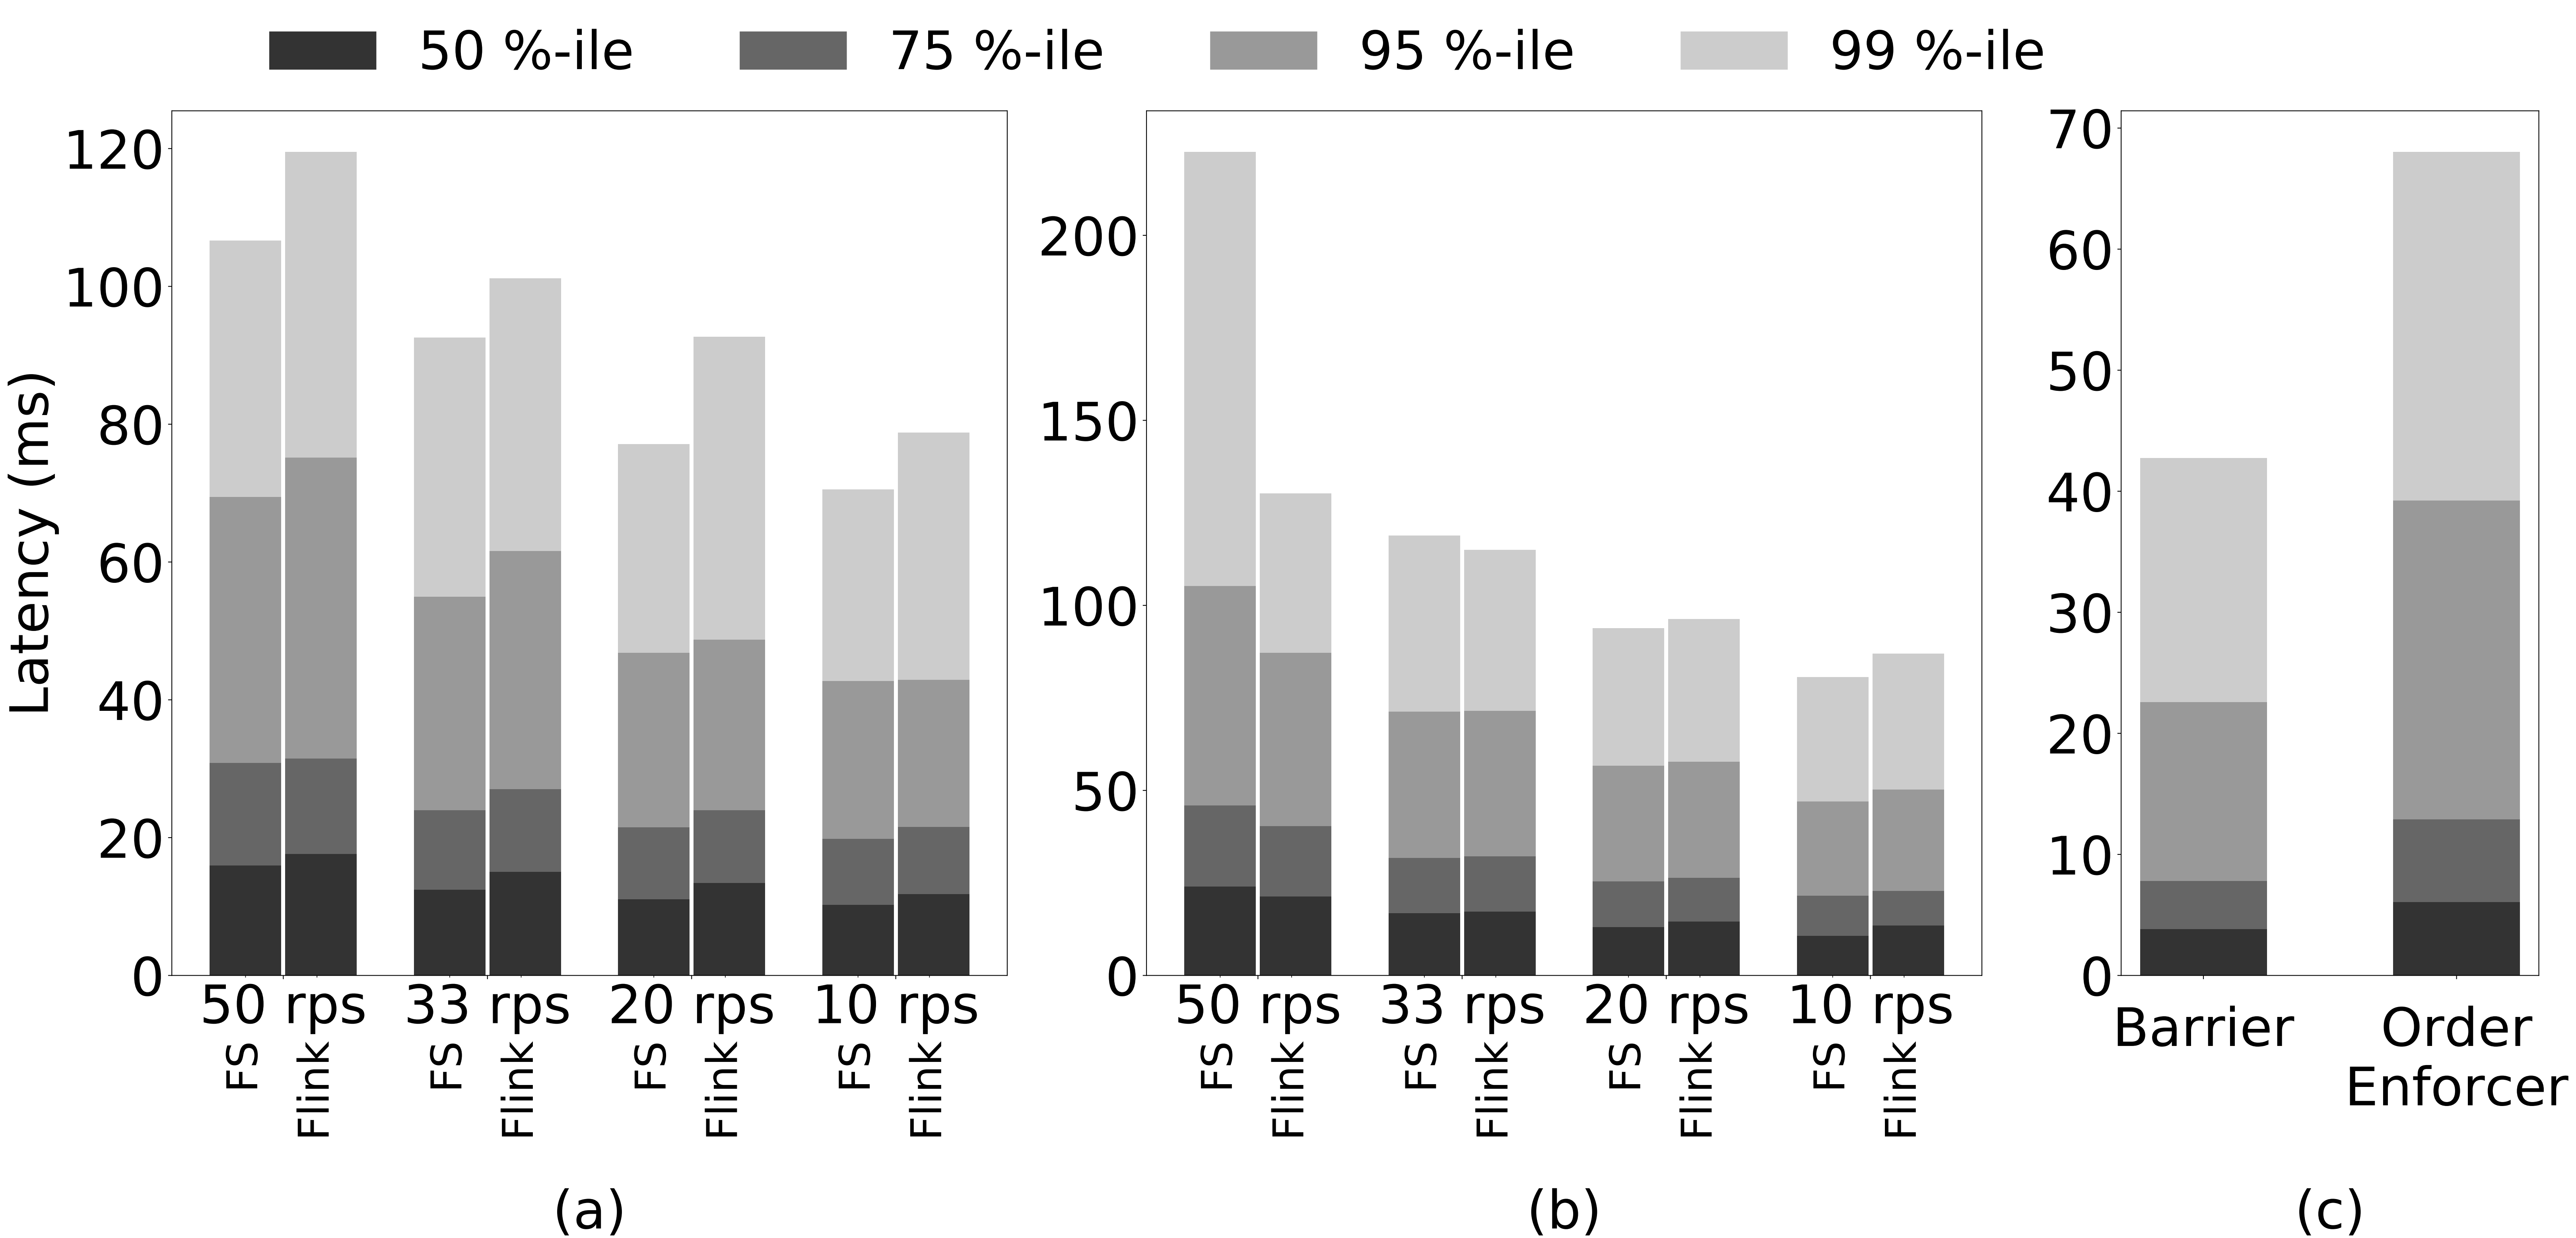 50 %-ile 75 %-ile 95 %-ile 99 %-ile
Latency (ms)
120
100
80
60
40
20
0
50 rps 33 rps 20 rps 10 rps
FS Flink FS Flink FS Flink FS Flink
(a)
200
150
100
50
0
50 rps 33 rps 20 rps 10 rps
FS Flink FS Flink FS Flink FS Flink
(b)
70
60
50
40
30
20
10
0
Barrier
Order
Enforcer
(c)